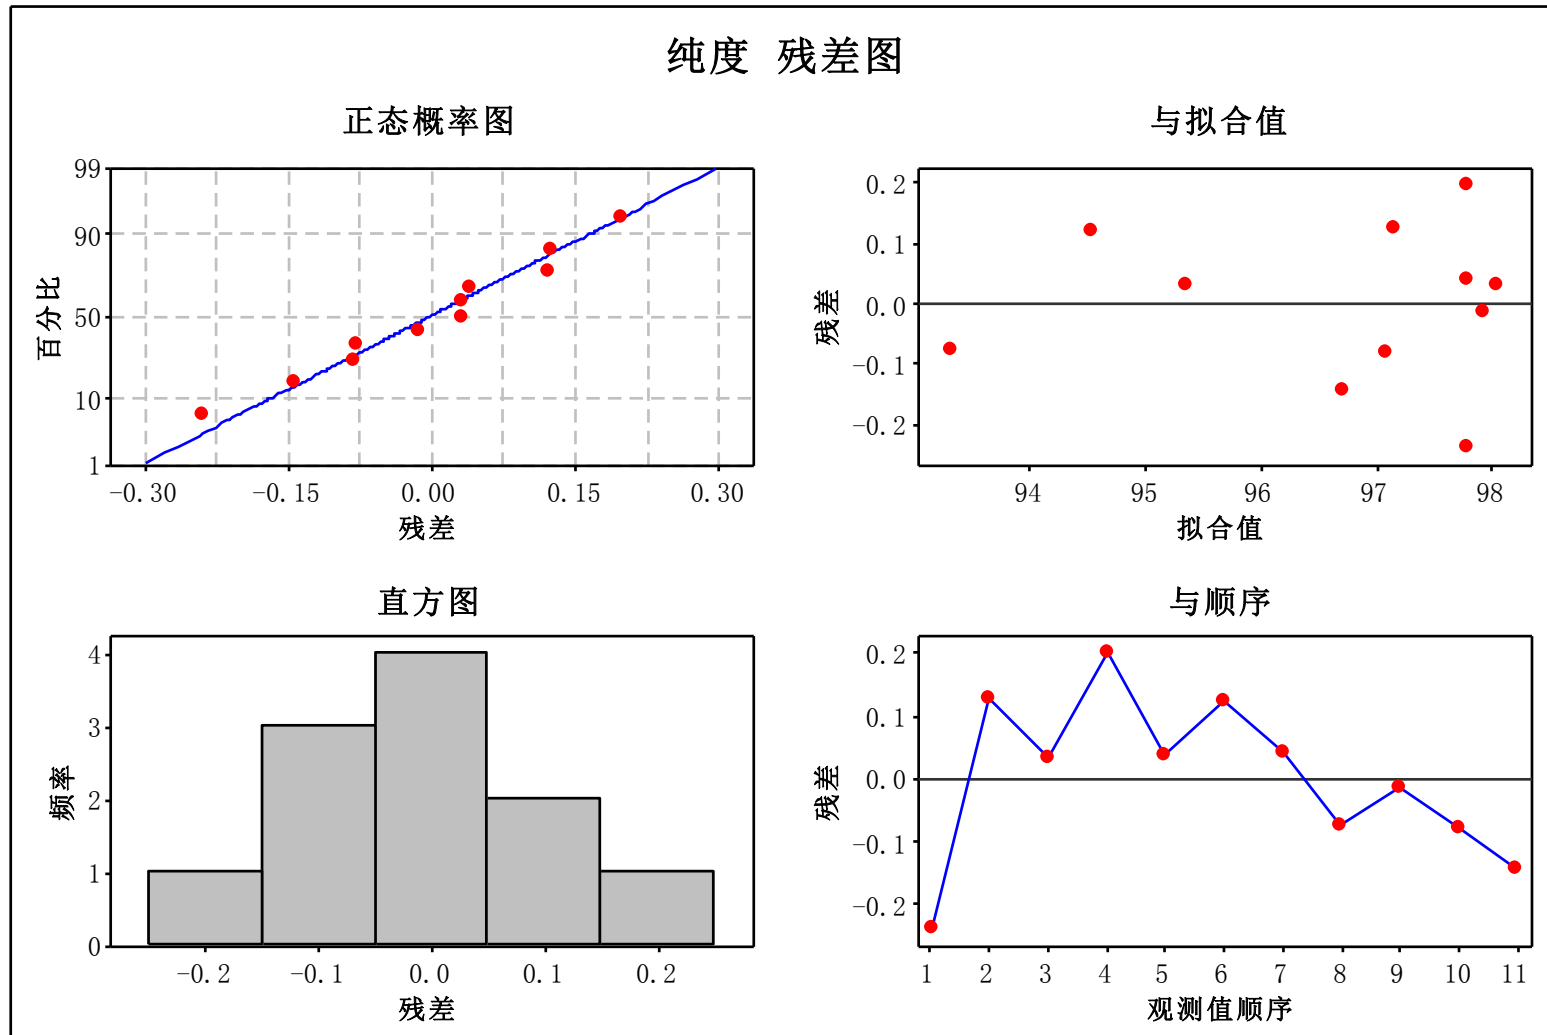 纯度 残差图
正态概率图
99
90
50
10
1
百分比
-0.30 -0.15 0.00 0.15 0.30
残差
与拟合值
0.2
0.1
0.0
-0.1
-0.2
残差
94 95 96 97 98
拟合值
直方图
4
3
2
1
0
频率
-0.2 -0.1 0.0 0.1 0.2
残差
与顺序
0.2
0.1
0.0
-0.1
-0.2
残差
1 2 3 4 5 6 7 8 9 10 11
观测值顺序